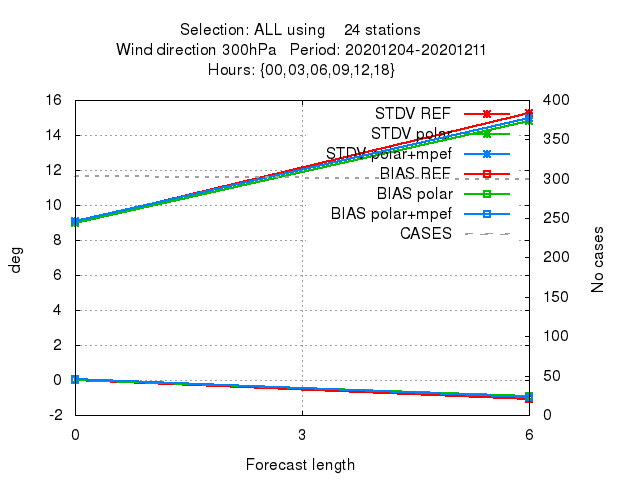 Selection: ALL using    24 stations
Wind direction 300hPa   Period: 20201204-20201211
Hours: {00,03,06,09,12,18}
16
14
12
10
8
6
4
2
0
-2
deg
STDV REF
STDV polar
STDV polar+mpef
BIAS REF
BIAS polar
BIAS polar+mpef
CASES
400
350
300
250
200
150
100
50
0
No cases
0 3 6
Forecast length